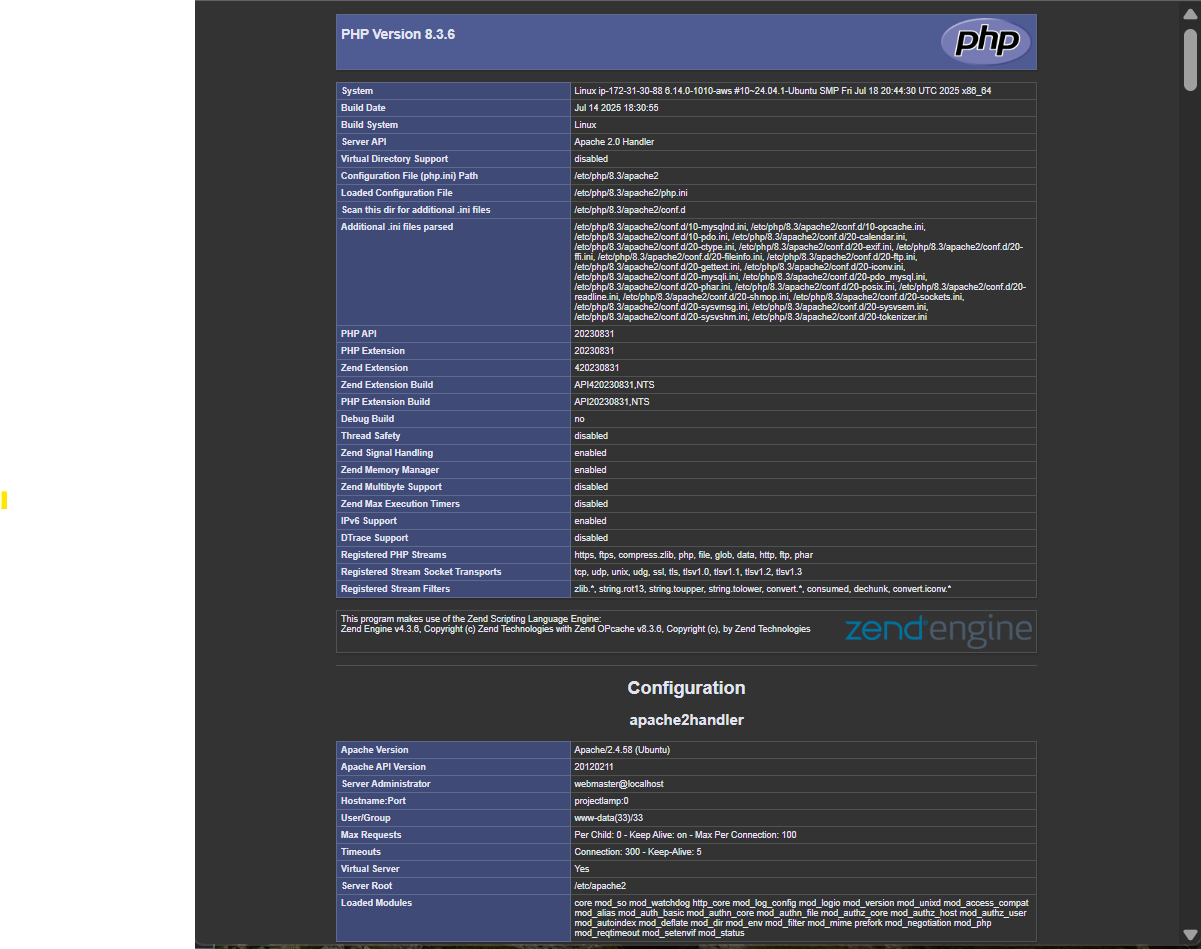 PHP Version 8.3.6
php
System Linux ip-172-31-30-88 6.14.0-1010-aws #10~24.04.1-Ubuntu SMP Fri Jul 18 20:44:30 UTC 2025 x86_64
Build Date Jul 14 2025 18:30:55
Build System Linux
Server API Apache 2.0 Handler
Virtual Directory Support disabled
Configuration File (php.ini) Path /etc/php/8.3/apache2
Loaded Configuration File /etc/php/8.3/apache2/php.ini
Scan this dir for additional .ini files /etc/php/8.3/apache2/conf.d
Additional .ini files parsed /etc/php/8.3/apache2/conf.d/10-mysqlnd.ini, /etc/php/8.3/apache2/conf.d/10-opcache.ini,
/etc/php/8.3/apache2/conf.d/10-pdo.ini, /etc/php/8.3/apache2/conf.d/20-calendar.ini,
/etc/php/8.3/apache2/conf.d/20-ctype.ini, /etc/php/8.3/apache2/conf.d/20-exif.ini, /etc/php/8.3/apache2/conf.d/20-
ffi.ini, /etc/php/8.3/apache2/conf.d/20-fileinfo.ini, /etc/php/8.3/apache2/conf.d/20-ftp.ini,
/etc/php/8.3/apache2/conf.d/20-gettext.ini, /etc/php/8.3/apache2/conf.d/20-iconv.ini,
/etc/php/8.3/apache2/conf.d/20-mysqli.ini, /etc/php/8.3/apache2/conf.d/20-pdo_mysql.ini,
/etc/php/8.3/apache2/conf.d/20-phar.ini, /etc/php/8.3/apache2/conf.d/20-posix.ini, /etc/php/8.3/apache2/conf.d/20-
readline.ini, /etc/php/8.3/apache2/conf.d/20-shmop.ini, /etc/php/8.3/apache2/conf.d/20-sockets.ini,
/etc/php/8.3/apache2/conf.d/20-sysvmsg.ini, /etc/php/8.3/apache2/conf.d/20-sysvsem.ini,
/etc/php/8.3/apache2/conf.d/20-sysvshm.ini, /etc/php/8.3/apache2/conf.d/20-tokenizer.ini
PHP API 20230831
PHP Extension 20230831
Zend Extension 420230831
Zend Extension Build API420230831,NTS
PHP Extension Build API20230831,NTS
Debug Build no
Thread Safety disabled
Zend Signal Handling enabled
Zend Memory Manager enabled
Zend Multibyte Support disabled
Zend Max Execution Timers disabled
IPv6 Support enabled
DTrace Support disabled
Registered PHP Streams https, ftps, compress.zlib, php, file, glob, data, http, ftp, phar
Registered Stream Socket Transports tcp, udp, unix, udg, ssl, tls, tlsv1.0, tlsv1.1, tlsv1.2, tlsv1.3
Registered Stream Filters zlib.*, string.rot13, string.toupper, string.tolower, convert.*, consumed, dechunk, convert.iconv.*
This program makes use of the Zend Scripting Language Engine:
Zend Engine v4.3.6, Copyright (c) Zend Technologies with Zend OPcache v8.3.6, Copyright (c), by Zend Technologies
zend engine
Configuration
apache2handler
Apache Version Apache/2.4.58 (Ubuntu)
Apache API Version 20120211
Server Administrator webmaster@localhost
Hostname:Port projectlamp:0
User/Group www-data(33)/33
Max Requests Per Child: 0 - Keep Alive: on - Max Per Connection: 100
Timeouts Connection: 300 - Keep-Alive: 5
Virtual Server Yes
Server Root /etc/apache2
Loaded Modules core mod_so mod_watchdog http_core mod_log_config mod_logio mod_version mod_unixd mod_access_compat
mod_alias mod_auth_basic mod_authn_core mod_authn_file mod_authz_core mod_authz_host mod_authz_user
mod_autoindex mod_deflate mod_dir mod_env mod_filter mod_mime prefork mod_negotiation mod_php
mod_reqtimeout mod_setenvif mod_status